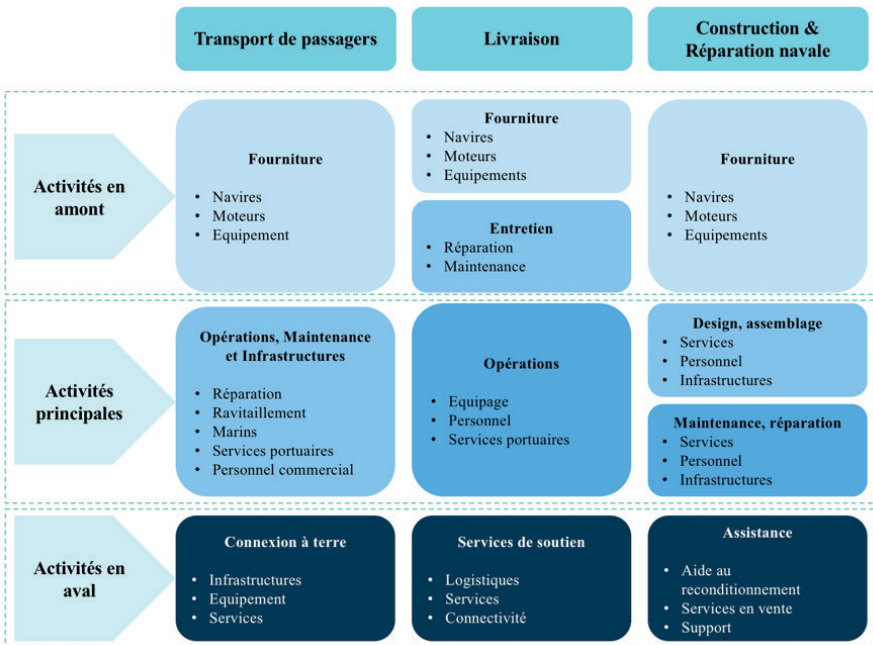 Transport de passagers
Livraison
Construction &
Réparation navale
Activités en
amont
Fourniture
• Navires
• Moteurs
• Equipement
Fourniture
• Navires
• Moteurs
• Equipements
Entretien
• Réparation
• Maintenance
Fourniture
• Navires
• Moteurs
• Equipements
Activités
principales
Opérations, Maintenance
et Infrastructures
• Réparation
• Ravitaillement
• Marins
• Services portuaires
• Personnel commercial
Opérations
• Equipage
• Personnel
• Services portuaires
Design, assemblage
• Services
• Personnel
• Infrastructures
Maintenance, réparation
• Services
• Personnel
• Infrastructures
Activités en
aval
Connexion à terre
• Infrastructures
• Equipement
• Services
Services de soutien
• Logistiques
• Services
• Connectivité
Assistance
• Aide au
reconditionnement
• Services en vente
• Support